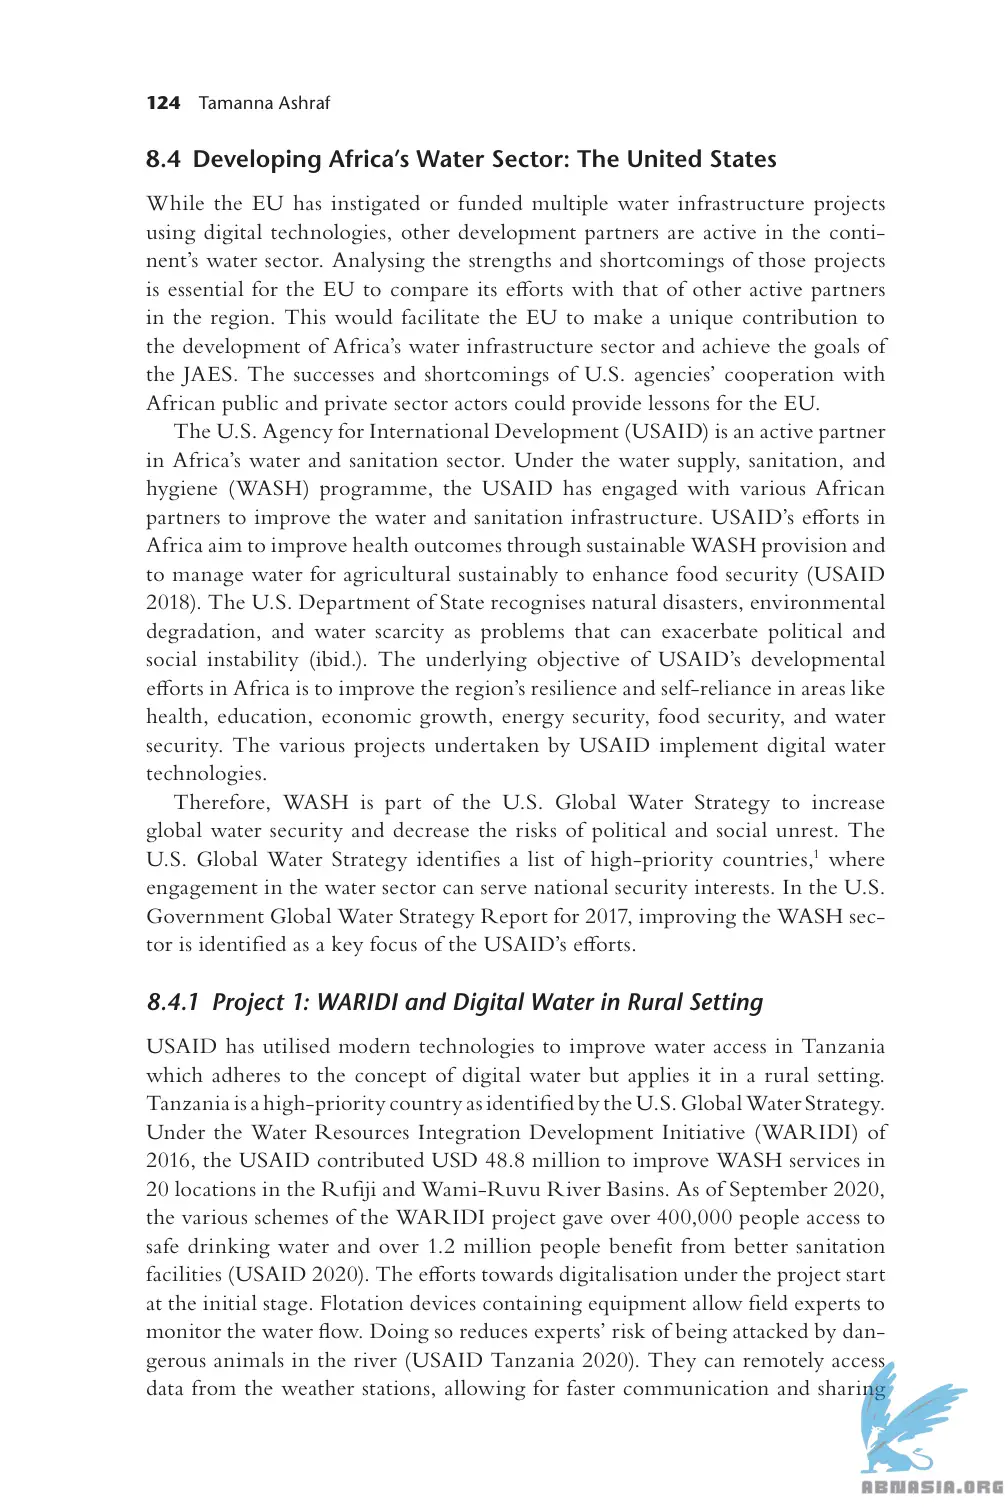 124 Tamanna Ashraf
8.4 Developing Africa's Water Sector: The United States
While the EU has instigated or funded multiple water infrastructure projects
using digital technologies, other development partners are active in the conti-
nent's water sector. Analysing the strengths and shortcomings of those projects
is essential for the EU to compare its efforts with that of other active partners
in the region. This would facilitate the EU to make a unique contribution to
the development of Africa's water infrastructure sector and achieve the goals of
the JAES. The successes and shortcomings of U.S. agencies' cooperation with
African public and private sector actors could provide lessons for the EU.
The U.S. Agency for International Development (USAID) is an active partner
in Africa's water and sanitation sector. Under the water supply, sanitation, and
hygiene (WASH) programme, the USAID has engaged with various African
partners to improve the water and sanitation infrastructure. USAID's efforts in
Africa aim to improve health outcomes through sustainable WASH provision and
to manage water for agricultural sustainably to enhance food security (USAID
2018). The U.S. Department of State recognises natural disasters, environmental
degradation, and water scarcity as problems that can exacerbate political and
social instability (ibid.). The underlying objective of USAID's developmental
efforts in Africa is to improve the region's resilience and self-reliance in areas like
health, education, economic growth, energy security, food security, and water
security. The various projects undertaken by USAID implement digital water
technologies.
Therefore, WASH is part of the U.S. Global Water Strategy to increase
global water security and decrease the risks of political and social unrest. The
U.S. Global Water Strategy identifies a list of high-priority countries,1 where
engagement in the water sector can serve national security interests. In the U.S.
Government Global Water Strategy Report for 2017, improving the WASH sec-
tor is identified as a key focus of the USAID's efforts.
8.4.1 Project 1: WARIDI and Digital Water in Rural Setting
USAID has utilised modern technologies to improve water access in Tanzania
which adheres to the concept of digital water but applies it in a rural setting.
Tanzania is a high-priority country as identified by the U.S. Global Water Strategy.
Under the Water Resources Integration Development Initiative (WARIDI) of
2016, the USAID contributed USD 48.8 million to improve WASH services in
20 locations in the Rufiji and Wami-Ruvu River Basins. As of September 2020,
the various schemes of the WARIDI project gave over 400,000 people access to
safe drinking water and over 1.2 million people benefit from better sanitation
facilities (USAID 2020). The efforts towards digitalisation under the project start
at the initial stage. Flotation devices containing equipment allow field experts to
monitor the water flow. Doing so reduces experts' risk of being attacked by dan-
gerous animals in the river (USAID Tanzania 2020). They can remotely access
data from the weather stations, allowing for faster communication and sharing
ABNASIA.ORG